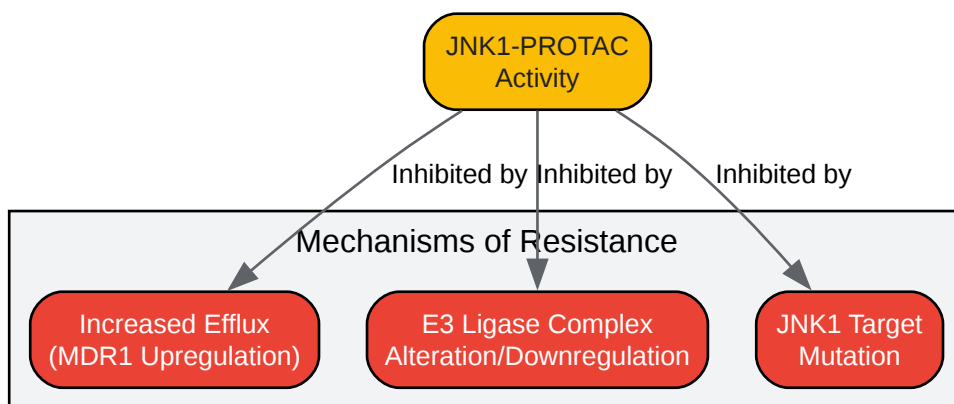 JNK1-PROTAC
Activity
Inhibited by
Inhibited by
Inhibited by
Mechanisms of Resistance
Increased Efflux
(MDR1 Upregulation)
E3 Ligase Complex
Alteration/Downregulation
JNK1 Target
Mutation